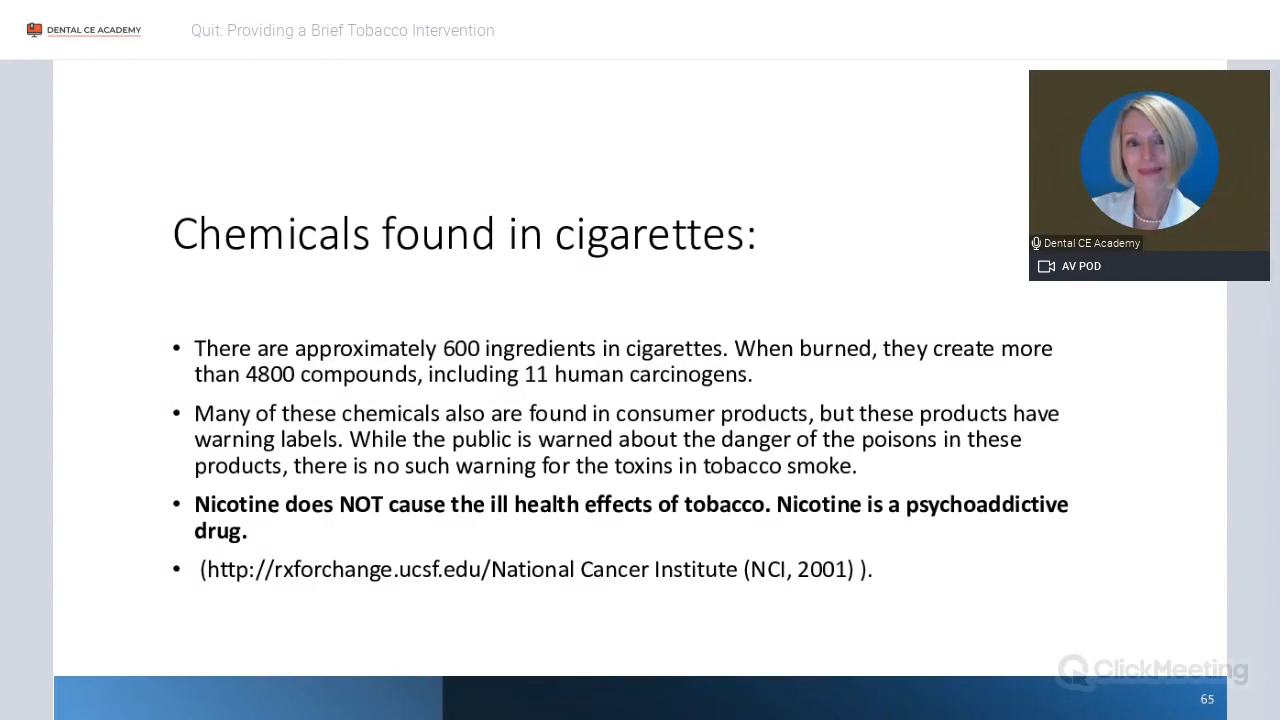 DENTAL CE ACADEMY
Quit: Providing a Brief Tobacco Intervention
Dental CE Academy
AV POD
Chemicals found in cigarettes:
• There are approximately 600 ingredients in cigarettes. When burned, they create more
than 4800 compounds, including 11 human carcinogens.
• Many of these chemicals also are found in consumer products, but these products have
warning labels. While the public is warned about the danger of the poisons in these
products, there is no such warning for the toxins in tobacco smoke.
• Nicotine does NOT cause the ill health effects of tobacco. Nicotine is a psychoaddictive
drug.
• (http://rxforchange.ucsf.edu/National Cancer Institute (NCI, 2001) ).
ClickMeeting
65